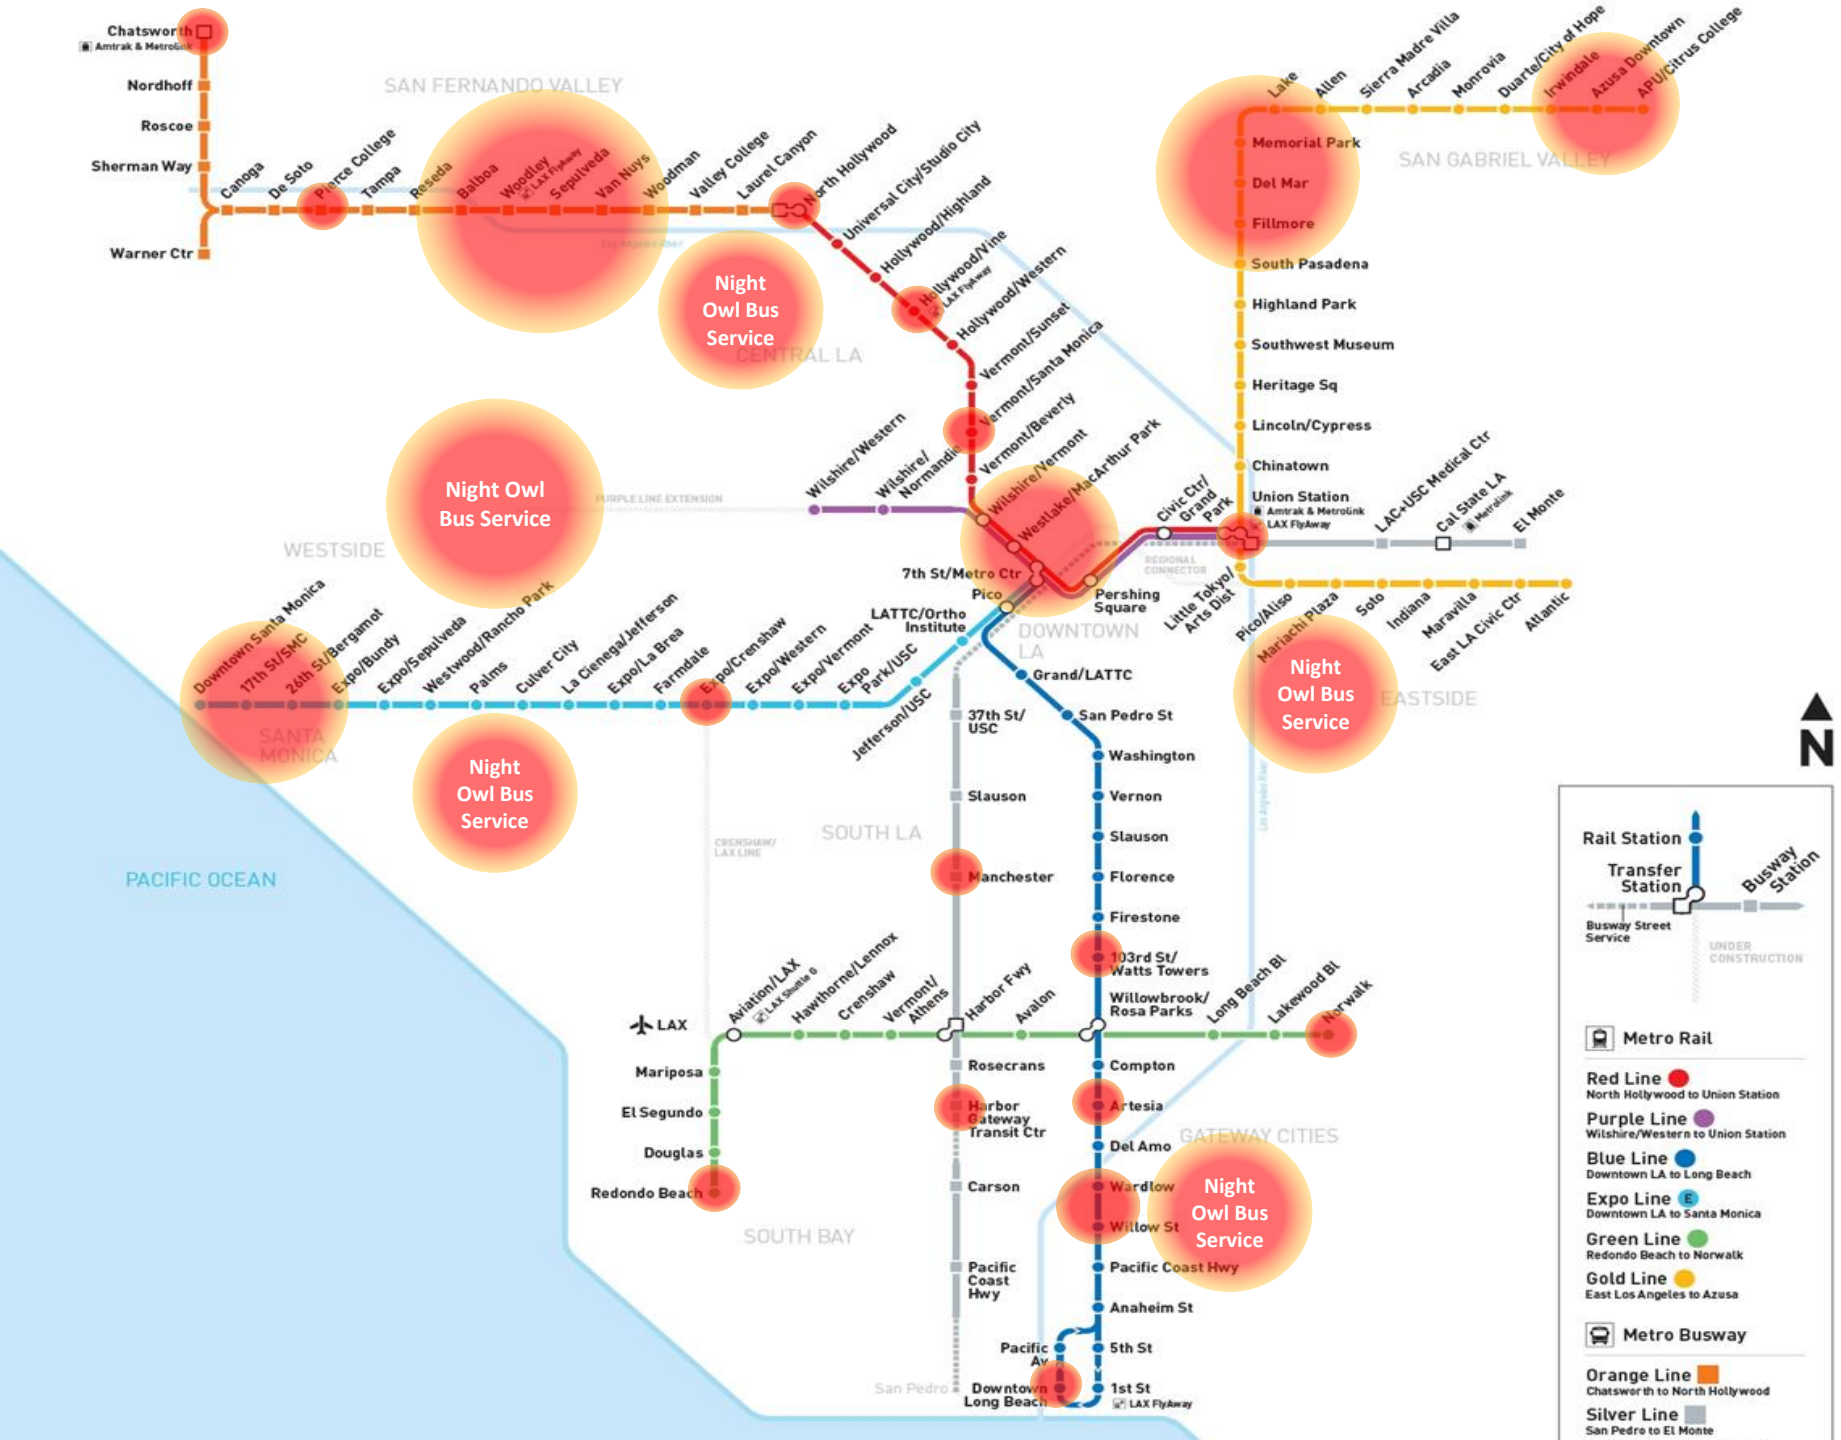 Chatsworth
Amtrak & Metrolink
Nordhoff
Roscoe
Sherman Way
Warner Ctr
SAN FERNANDO VALLEY
Canoga
De Soto
Pierce College
Tampa
Reseda
Balboa
Woodley
LAX FlyAway
Sepulveda
Van Nuys
Woodman
Valley College
Laurel Canyon
North Hollywood
Los Angeles River
Universal City/Studio City
Hollywood/Highland
Hollywood/Vine
LAX FlyAway
Hollywood/Western
Vermont/Sunset
Vermont/Santa Monica
Vermont/Beverly
Wilshire/Vermont
Westlake/MacArthur Park
Night
Owl Bus
Service
CENTRAL LA
Lake
Allen
Sierra Madre Villa
Arcadia
Monrovia
Duarte/City of Hope
Irwindale
Azusa Downtown
APU/Citrus College
SAN GABRIEL VALLEY
Memorial Park
Del Mar
Fillmore
South Pasadena
Highland Park
Southwest Museum
Heritage Sq
Lincoln/Cypress
Chinatown
Union Station
Amtrak & Metrolink
LAX FlyAway
LAC+USC Medical Ctr
Cal State LA
Metrolink
El Monte
Night Owl
Bus Service
PURPLE LINE EXTENSION
WESTSIDE
Wilshire/Western
Wilshire/
Normandie
Civic Ctr/
Grand
Park
REGIONAL
CONNECTOR
7th St/Metro Ctr
Pico
Pershing
Square
LATTC/Ortho
Institute
DOWNTOWN
LA
Little Tokyo/
Arts Dist
Pico/Aliso
Mariachi Plaza
Soto
Indiana
Maravilla
East LA Civic Ctr
Atlantic
Night
Owl Bus
Service
EASTSIDE
Downtown Santa Monica
17th St/SMC
26th St/Bergamot
Expo/Bundy
Expo/Sepulveda
Westwood/Rancho Park
Palms
Culver City
La Cienega/Jefferson
Expo/La Brea
Farmdale
Expo/Crenshaw
Expo/Western
Expo/Vermont
Expo
Park/USC
Jefferson/USC
SANTA
MONICA
Night
Owl Bus
Service
Grand/LATTC
San Pedro St
Washington
Vernon
Slauson
Florence
Firestone
103rd St/
Watts Towers
Willowbrook/
Rosa Parks
Compton
Artesia
Del Amo
Wardlow
Willow St
Pacific Coast Hwy
Anaheim St
5th St
1st St
LAX FlyAway
Pacific
Av
Downtown
Long Beach
37th St/
USC
Slauson
Manchester
Harbor Fwy
Rosecrans
Harbor
Gateway
Transit Ctr
Carson
Pacific
Coast
Hwy
San Pedro
SOUTH LA
CRENSHAW/
LAX LINE
Los Angeles River
PACIFIC OCEAN
LAX
Aviation/LAX
LAX Shuttle G
Hawthorne/Lennox
Crenshaw
Vermont/
Athens
Avalon
Long Beach Bl
Lakewood Bl
Norwalk
Mariposa
El Segundo
Douglas
Redondo Beach
SOUTH BAY
GATEWAY CITIES
Night
Owl Bus
Service
N
Rail Station
Transfer
Station
Busway
Station
Busway Street
Service
UNDER
CONSTRUCTION
Metro Rail
Red Line
North Hollywood to Union Station
Purple Line
Wilshire/Western to Union Station
Blue Line
Downtown LA to Long Beach
Expo Line E
Downtown LA to Santa Monica
Green Line
Redondo Beach to Norwalk
Gold Line
East Los Angeles to Azusa
Metro Busway
Orange Line
Chatsworth to North Hollywood
Silver Line
San Pedro to El Monte